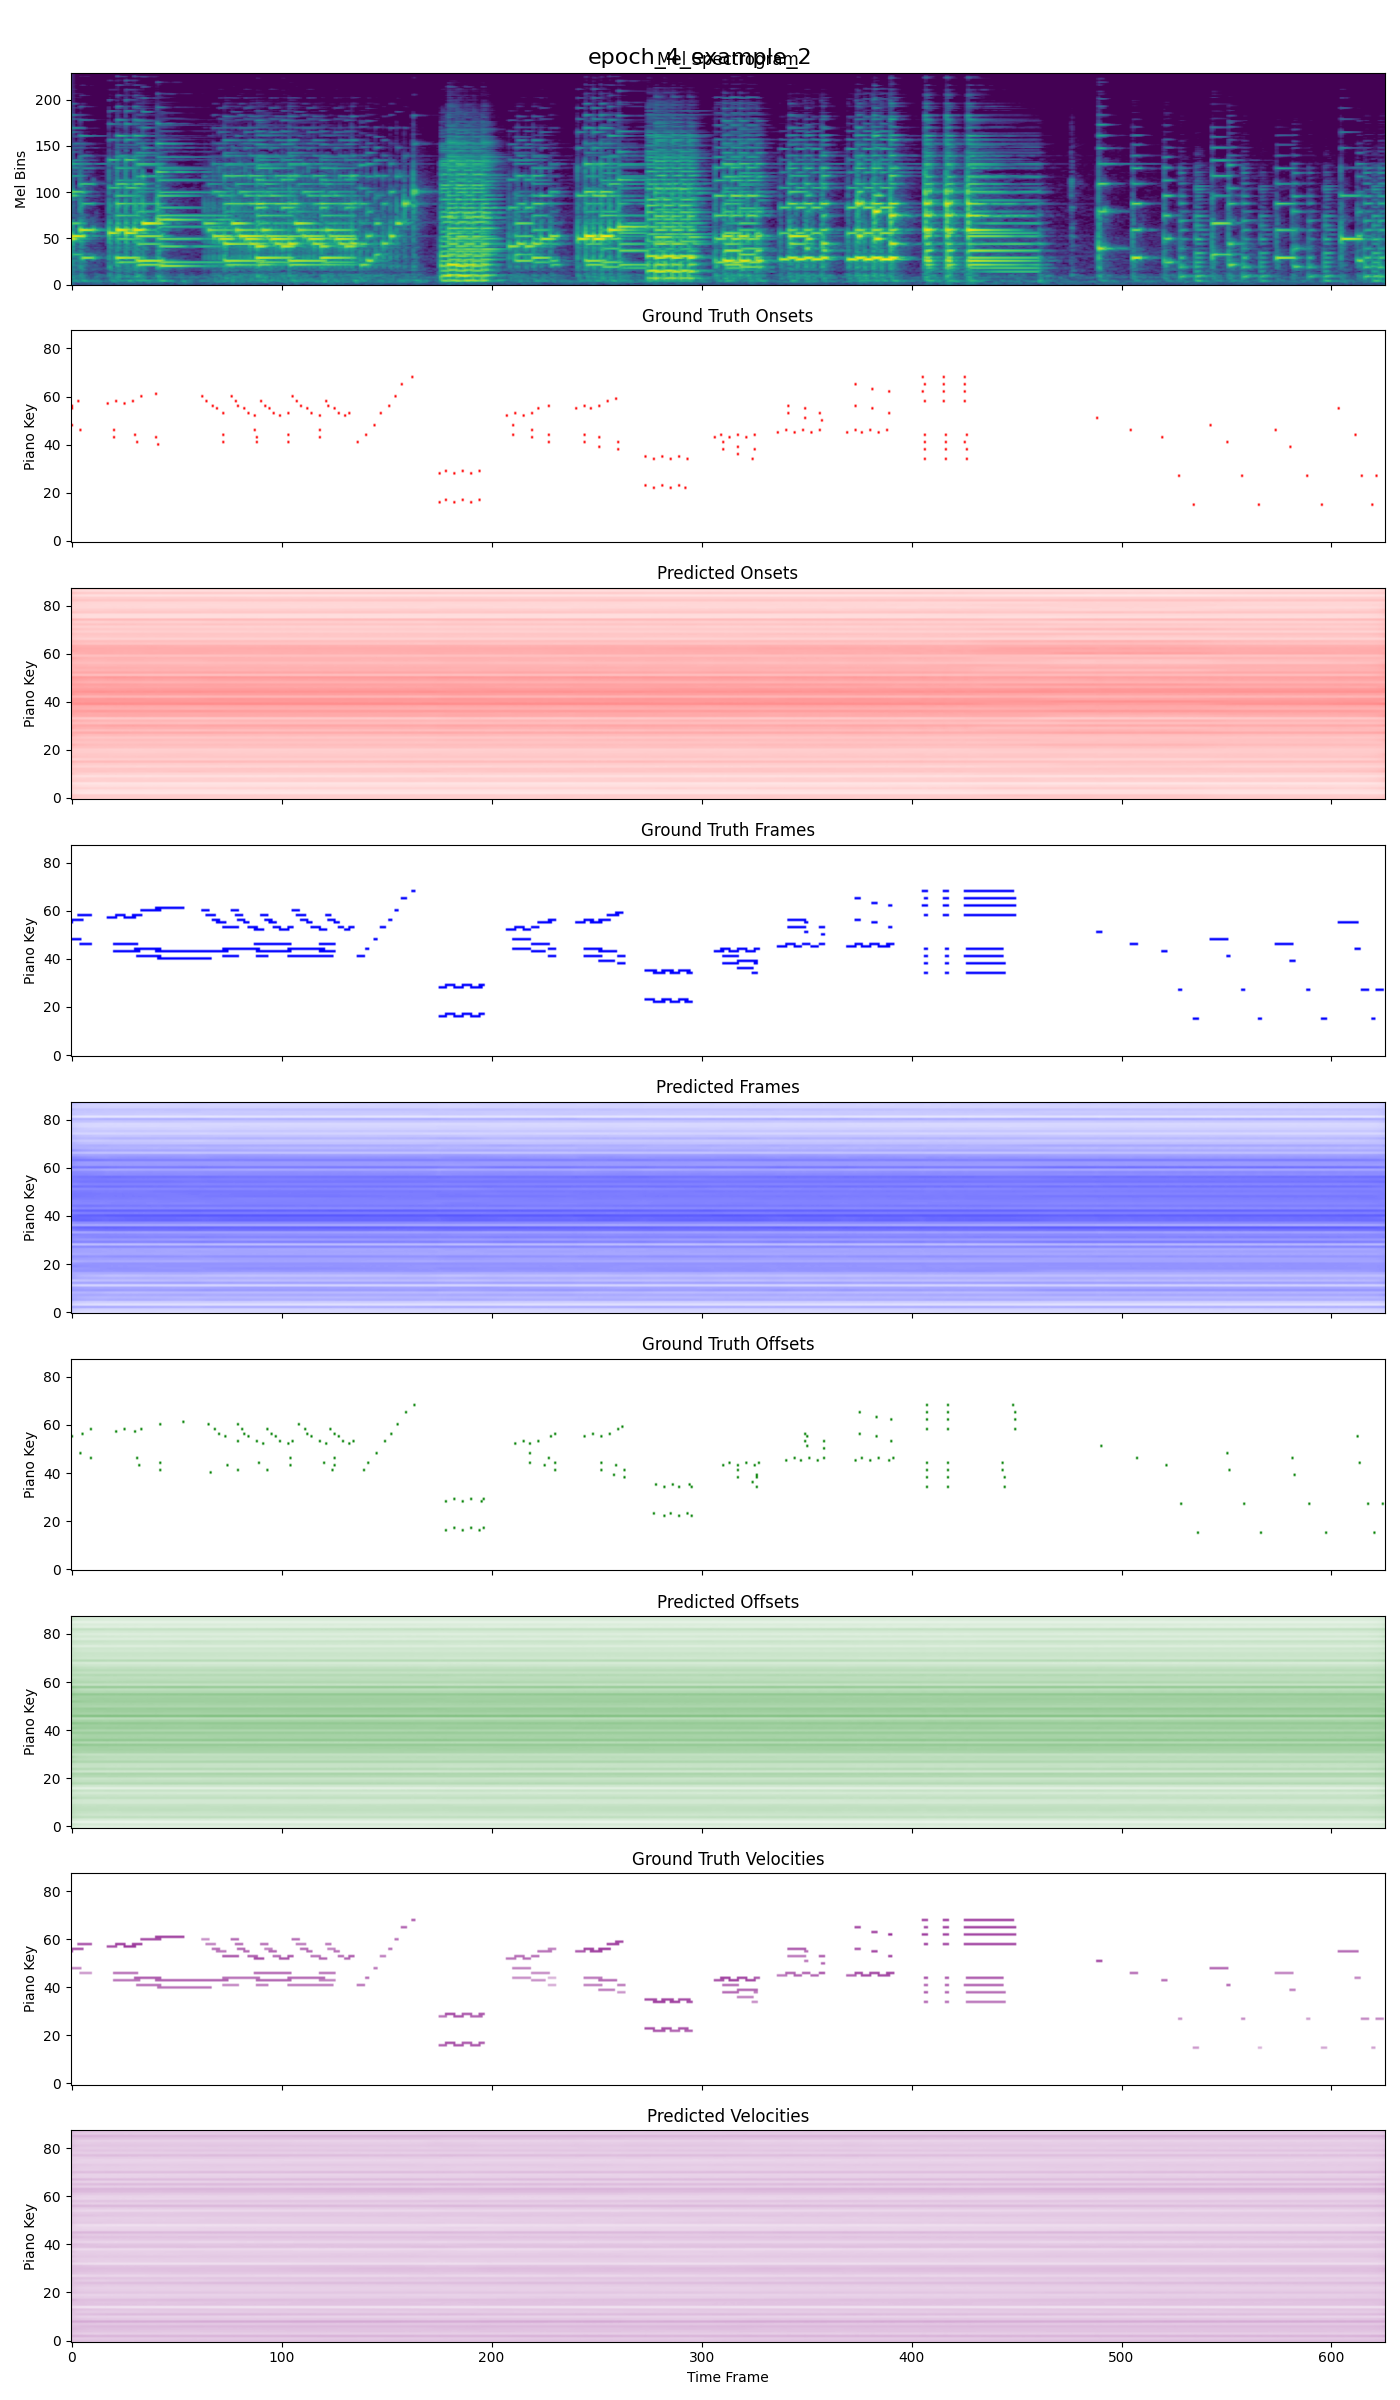 epoch_4_example_2
Mel Spectrogram
Mel Bins
200
150
100
50
0
Ground Truth Onsets
Piano Key
80
60
40
20
0
Predicted Onsets
Piano Key
80
60
40
20
0
Ground Truth Frames
Piano Key
80
60
40
20
0
Predicted Frames
Piano Key
80
60
40
20
0
Ground Truth Offsets
Piano Key
80
60
40
20
0
Predicted Offsets
Piano Key
80
60
40
20
0
Ground Truth Velocities
Piano Key
80
60
40
20
0
Predicted Velocities
Piano Key
80
60
40
20
0
0 100 200 300 400 500 600
Time Frame